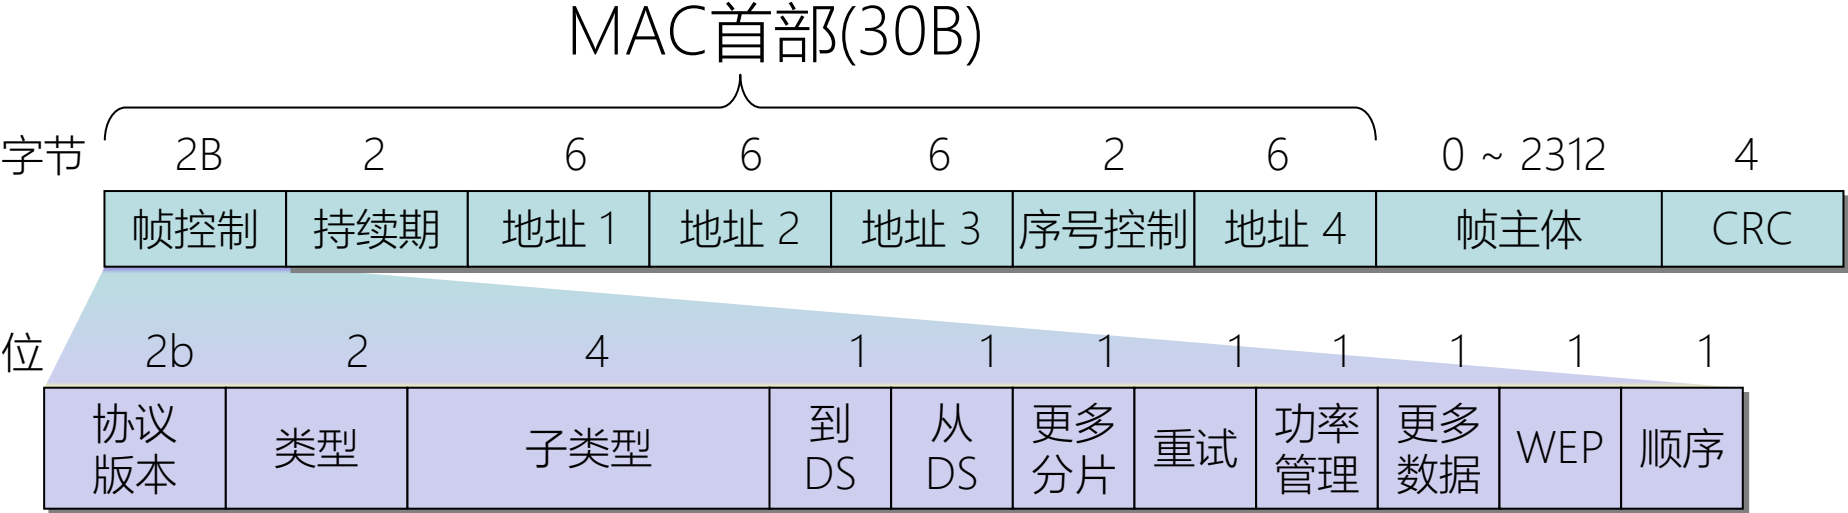 MAC首部(30B)
字节 2B 2 6 6 6 2 6 0 ~ 2312 4
帧控制 持续期 地址 1 地址 2 地址 3 序号控制 地址 4 帧主体 CRC
位 2b 2 4 1 1 1 1 1 1 1 1
协议版本 类型 子类型 到DS 从DS 更多分片 重试 功率管理 更多数据 WEP 顺序